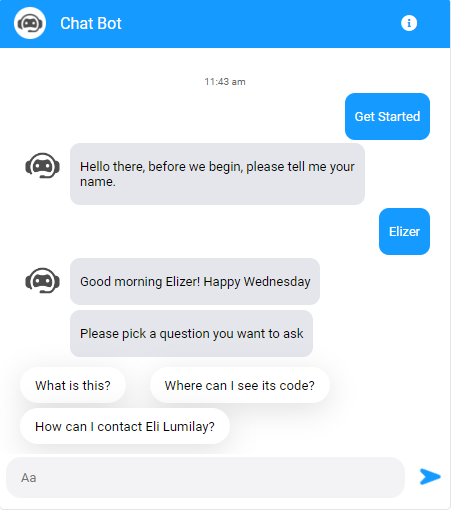 Chat Bot
11:43 am
Get Started
Hello there, before we begin, please tell me your
name.
Elizer
Good morning Elizer! Happy Wednesday
Please pick a question you want to ask
What is this?
Where can I see its code?
How can I contact Eli Lumilay?
Aa